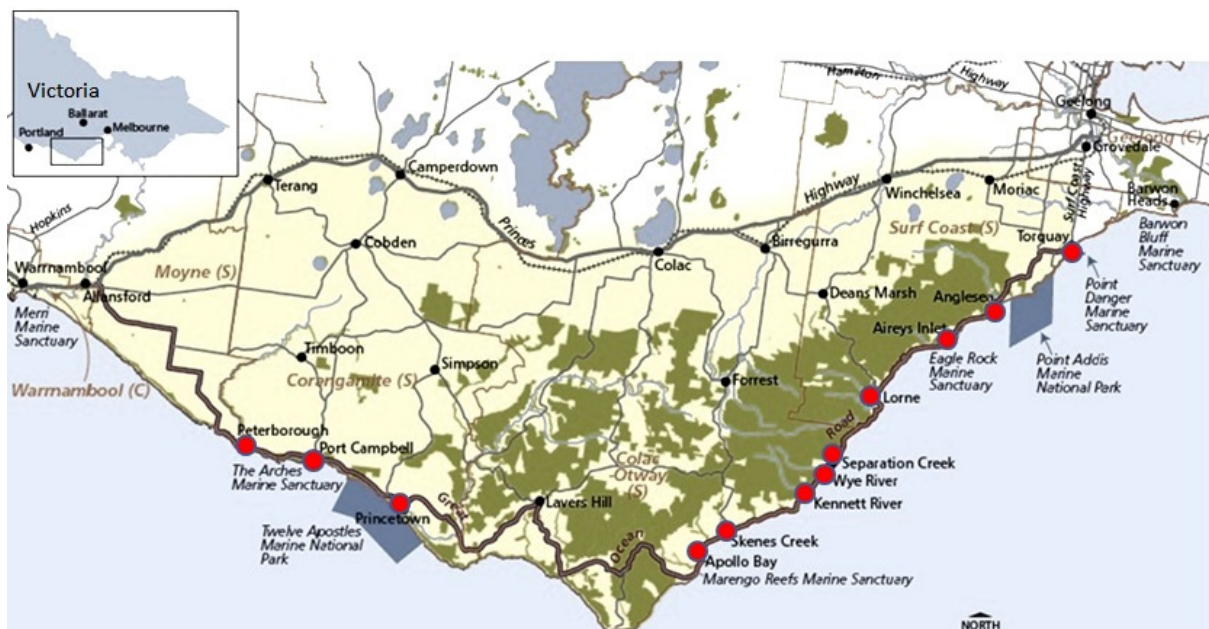 Victoria
Ballarat
Portland
Melbourne
Hamilton
Highway
Geelong
Geelong (C)
Grovedale
Camperdown
Terang
Winchelsea
Moriac
Barwon
Heads
Surf Coast
Highway
Highway
Hopkins
Princes
Cobden
Surf Coast (S)
Birregurra
Torquay
Barwon
Bluff
Marine
Sanctuary
Colac
Warrnambool
Moyne (S)
Allansford
Deans Marsh
Anglesea
Point
Danger
Marine
Sanctuary
Merri
Marine
Sanctuary
Aireys Inlet
Eagle Rock
Marine
Sanctuary
Point Addis
Marine
National Park
Timboon
Simpson
Corangamite (S)
Forrest
Warrnambool (C)
Lorne
Peterborough
Port Campbell
Road
The Arches
Marine Sanctuary
Colac
Otway
(S)
Separation Creek
Wye River
Kennett River
Lavers Hill
Great
Princetown
Twelve Apostles
Marine National
Park
Ocean
Skenes Creek
Apollo Bay
Marengo Reefs Marine Sanctuary
NORTH